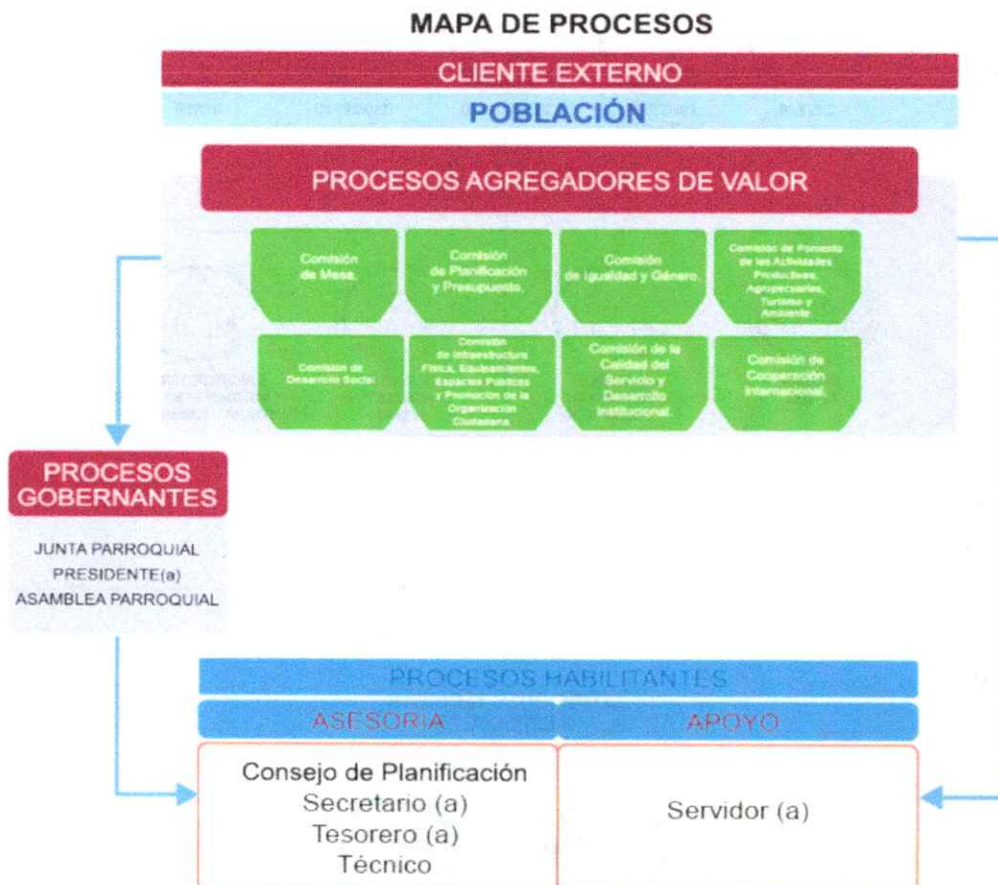 MAPA DE PROCESOS
CLIENTE EXTERNO
POBLACIÓN
PROCESOS AGREGADORES DE VALOR
Comisión
de Mesa.
Comisión
de Planificación
y Presupuesto.
Comisión
de Igualdad y Género.
Comisión de Fomento
de las Actividades
Productivas,
Agropecuarias,
Turismo y
Ambiente
Comisión de
Desarrollo Social
Comisión
de Infraestructura
Física, Equipamientos,
Espacios Públicos
y Promoción de la
Organización
Ciudadana
Comisión de la
Calidad del
Servicio y
Desarrollo
Institucional.
Comisión de
Cooperación
Internacional.
PROCESOS
GOBERNANTES
JUNTA PARROQUIAL
PRESIDENTE(a)
ASAMBLEA PARROQUIAL
PROCESOS HABILITANTES
ASESORIA
APOYO
Consejo de Planificación
Secretario (a)
Tesorero (a)
Técnico
Servidor (a)